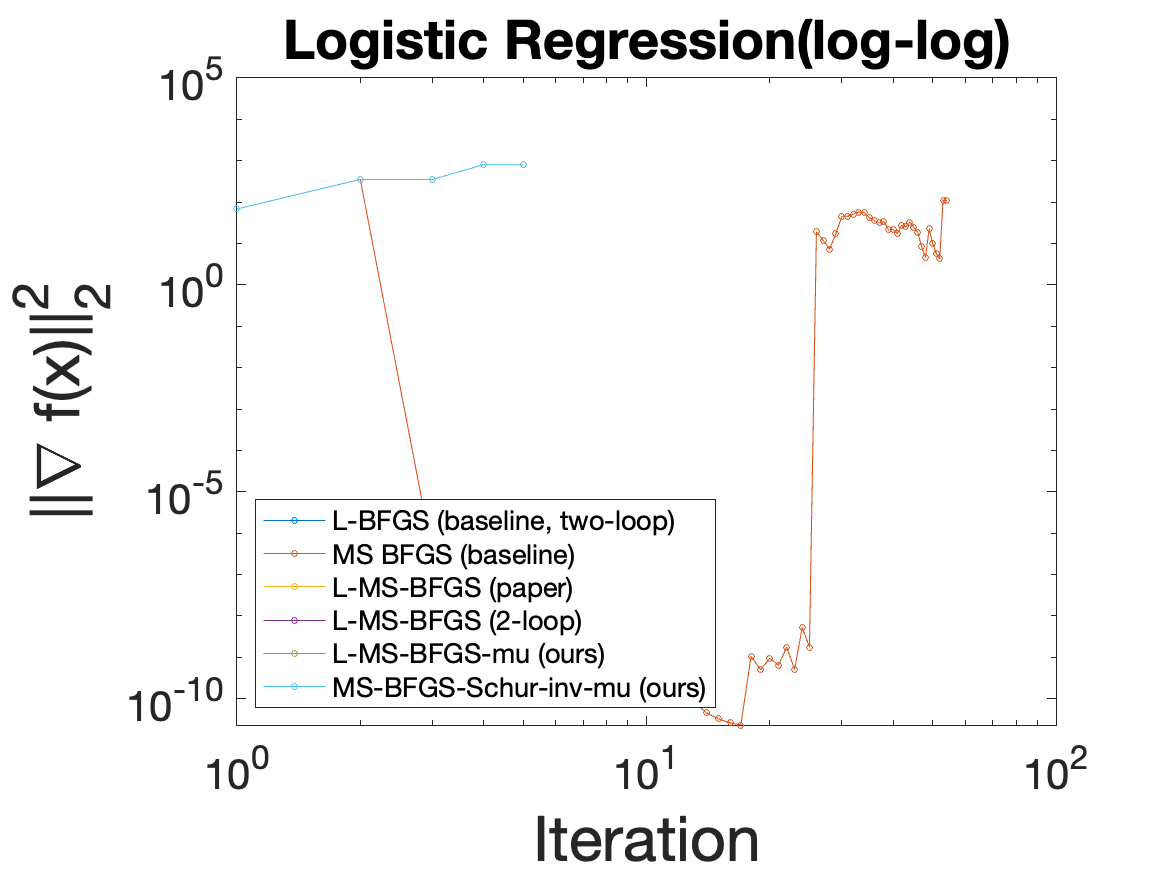 Logistic Regression(log-log)
10^5
10^0
10^-5
10^-10
||∇ f(x)||_2^2
L-BFGS (baseline, two-loop)
MS BFGS (baseline)
L-MS-BFGS (paper)
L-MS-BFGS (2-loop)
L-MS-BFGS-mu (ours)
MS-BFGS-Schur-inv-mu (ours)
10^0 10^1 10^2
Iteration